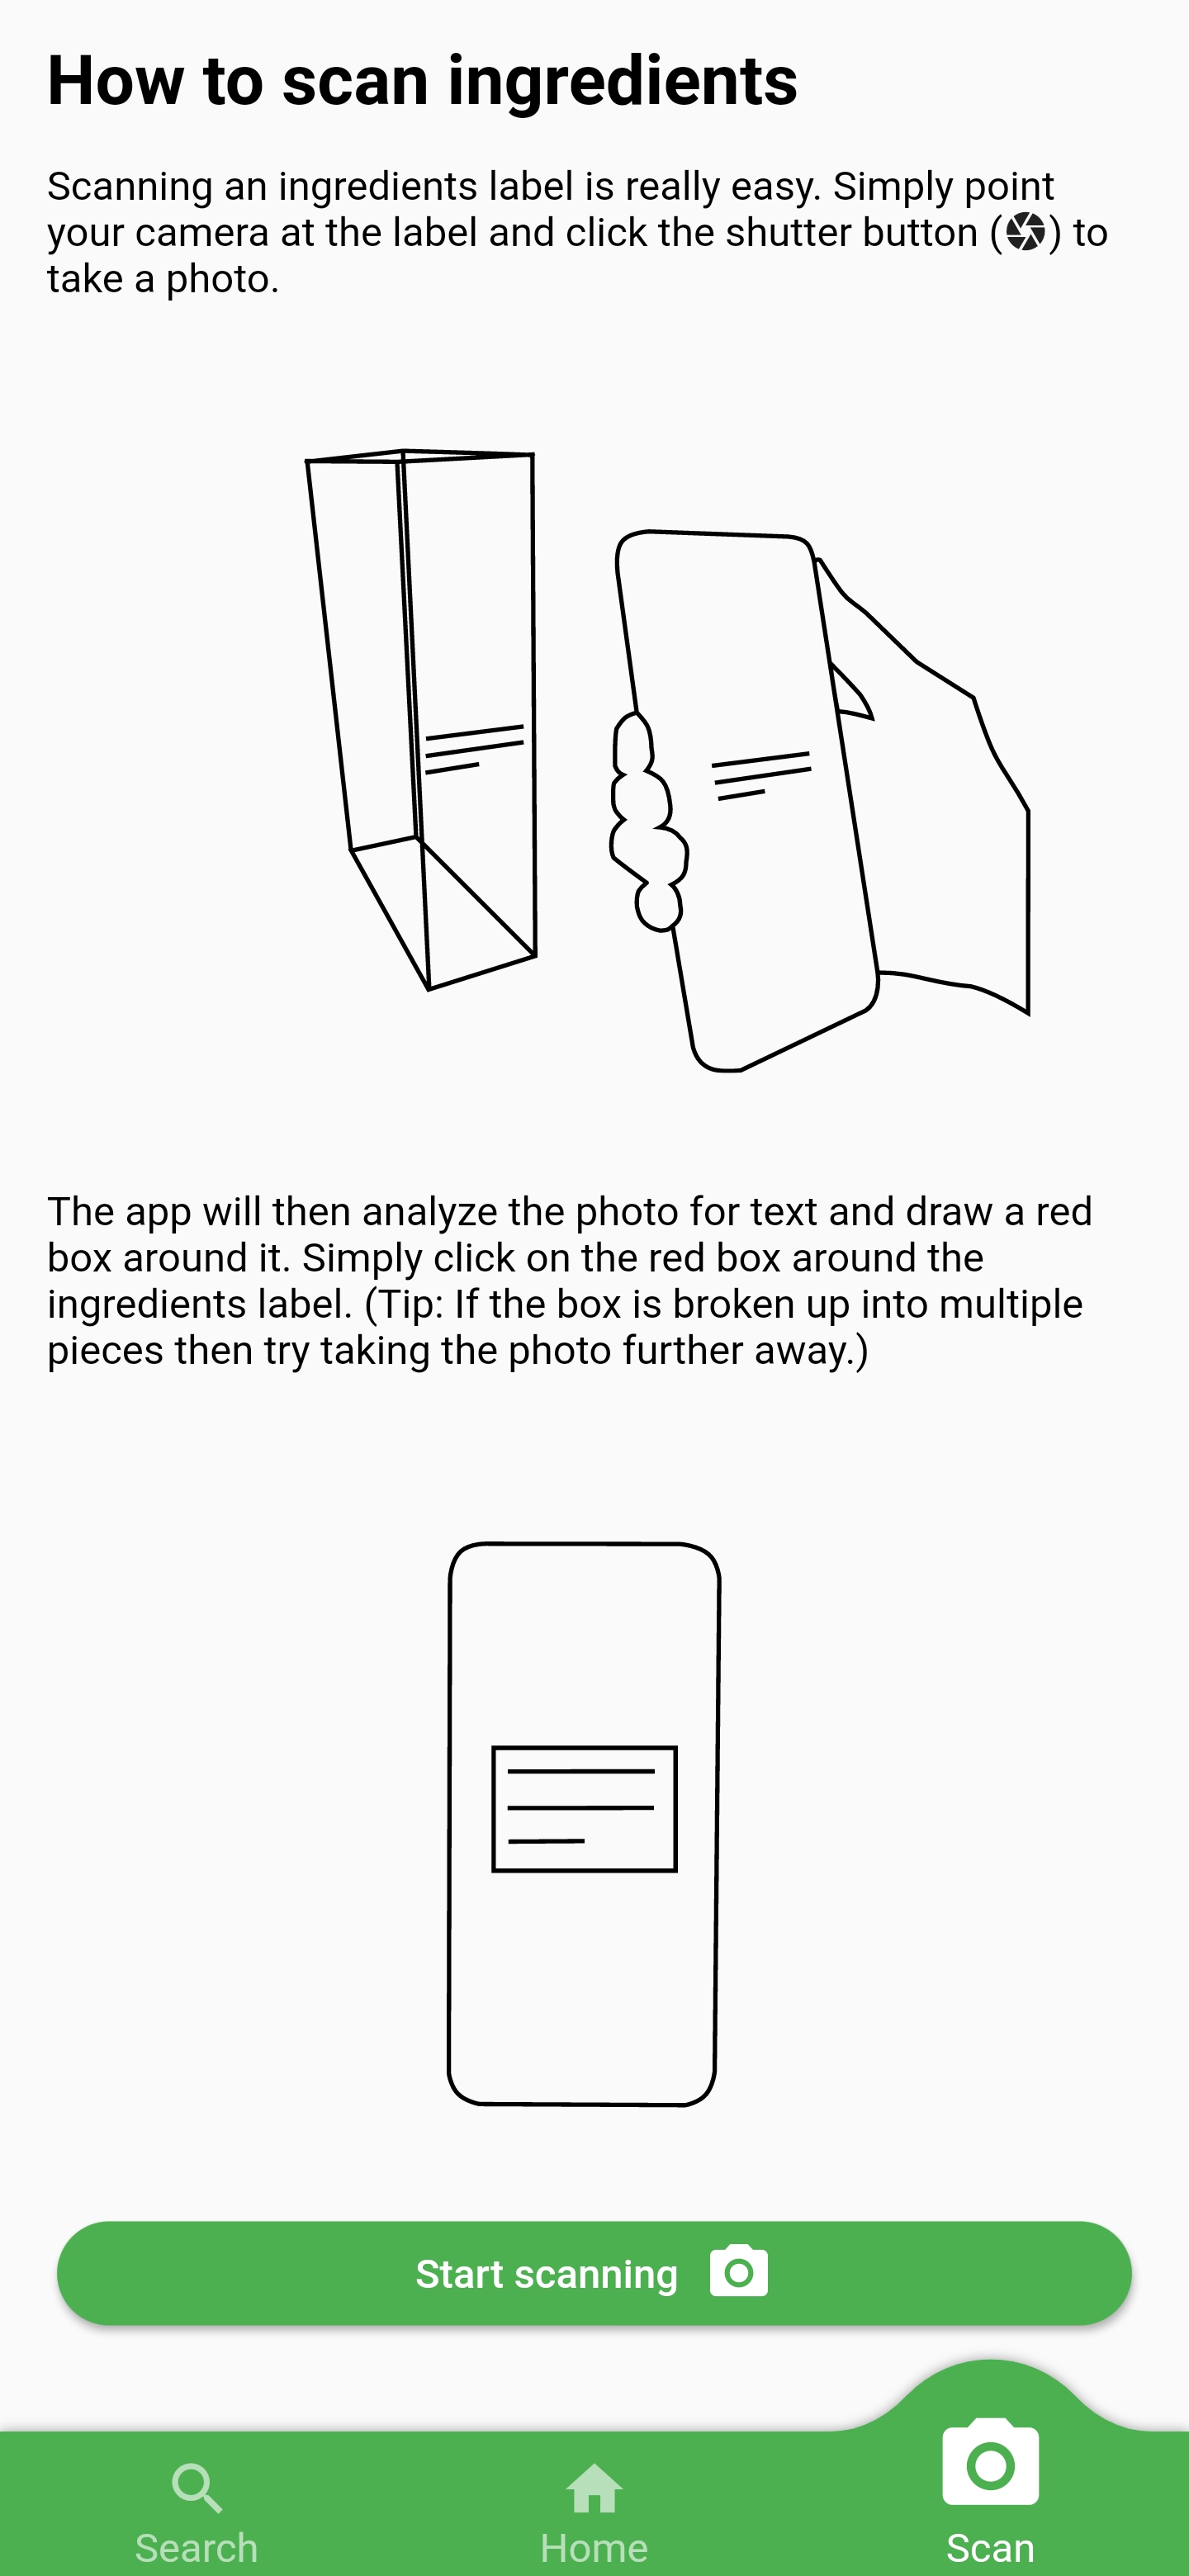 How to scan ingredients
Scanning an ingredients label is really easy. Simply point
your camera at the label and click the shutter button () to
take a photo.
The app will then analyze the photo for text and draw a red
box around it. Simply click on the red box around the
ingredients label. (Tip: If the box is broken up into multiple
pieces then try taking the photo further away.)
Start scanning
Search
Home
Scan